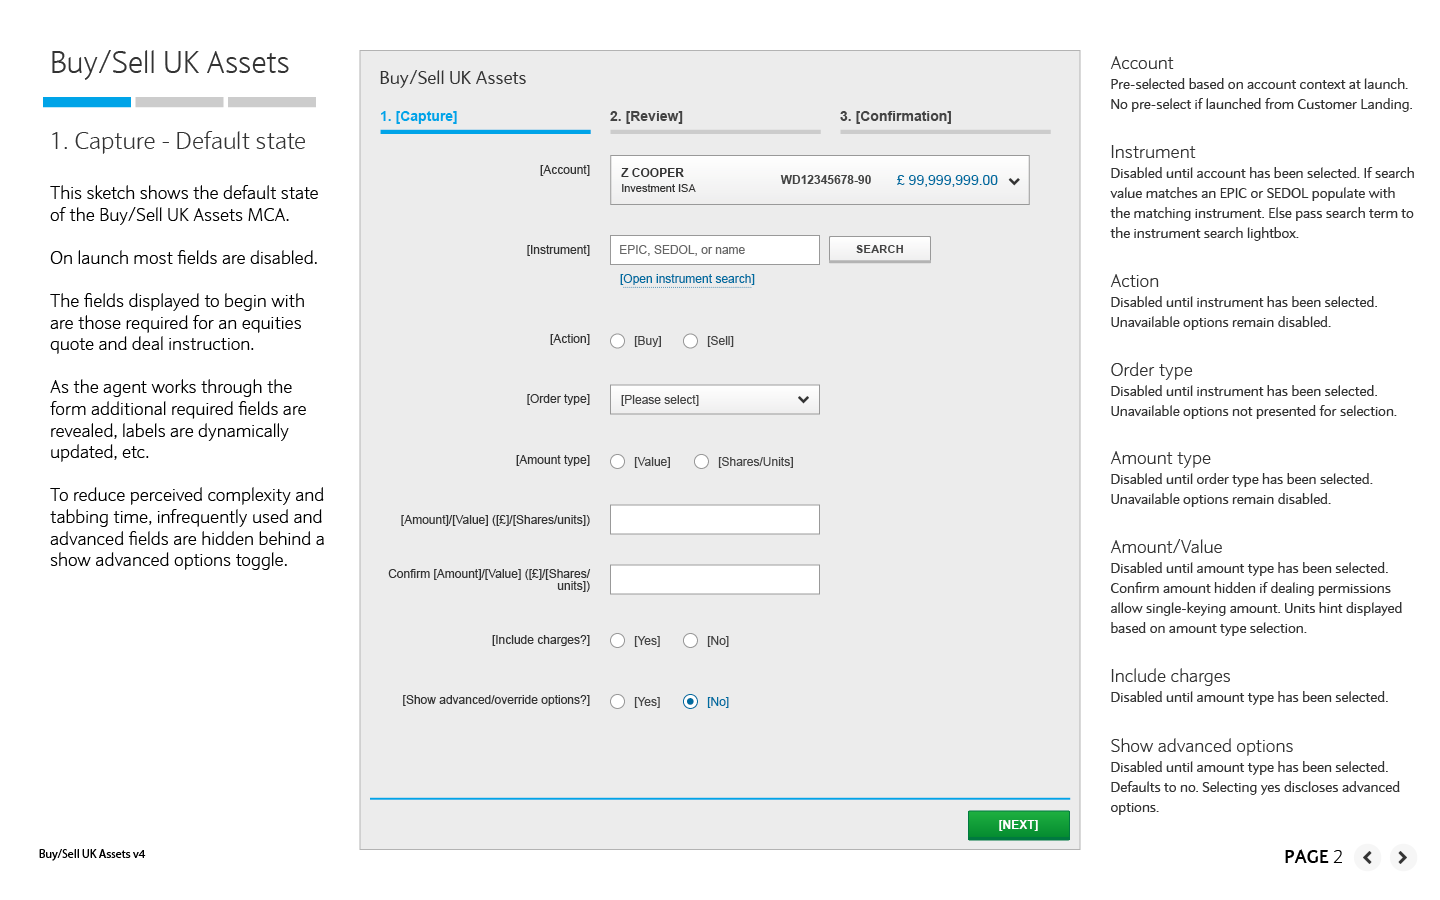 Buy/Sell UK Assets
1. Capture - Default state
This sketch shows the default state
of the Buy/Sell UK Assets MCA.
On launch most fields are disabled.
The fields displayed to begin with
are those required for an equities
quote and deal instruction.
As the agent works through the
form additional required fields are
revealed, labels are dynamically
updated, etc.
To reduce perceived complexity and
tabbing time, infrequently used and
advanced fields are hidden behind a
show advanced options toggle.
Buy/Sell UK Assets v4
Buy/Sell UK Assets
1. [Capture]
2. [Review]
3. [Confirmation]
[Account]
Z COOPER
Investment ISA
WD12345678-90
£ 99,999,999.00
[Instrument]
EPIC, SEDOL, or name
SEARCH
[Open instrument search]
[Action]
[Buy]
[Sell]
[Order type]
[Please select]
[Amount type]
[Value]
[Shares/Units]
[Amount]/[Value] ([£]/[Shares/units])
Confirm [Amount]/[Value] ([£]/[Shares/
units])
[Include charges?]
[Yes]
[No]
[Show advanced/override options?]
[Yes]
[No]
[NEXT]
Account
Pre-selected based on account context at launch.
No pre-select if launched from Customer Landing.
Instrument
Disabled until account has been selected. If search
value matches an EPIC or SEDOL populate with
the matching instrument. Else pass search term to
the instrument search lightbox.
Action
Disabled until instrument has been selected.
Unavailable options remain disabled.
Order type
Disabled until instrument has been selected.
Unavailable options not presented for selection.
Amount type
Disabled until order type has been selected.
Unavailable options remain disabled.
Amount/Value
Disabled until amount type has been selected.
Confirm amount hidden if dealing permissions
allow single-keying amount. Units hint displayed
based on amount type selection.
Include charges
Disabled until amount type has been selected.
Show advanced options
Disabled until amount type has been selected.
Defaults to no. Selecting yes discloses advanced
options.
PAGE 2